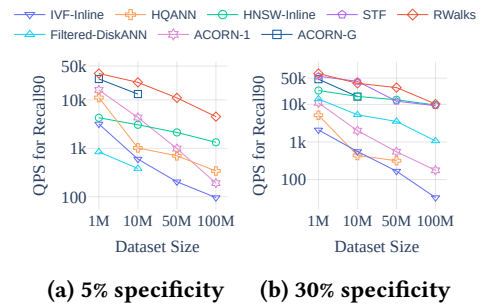 IVF-Inline HQANN HNSW-Inline STF RWalks
Filtered-DiskANN ACORN-1 ACORN-G
QPS for Recall90
50k
10k
1k
100
1M 10M 50M 100M
Dataset Size
(a) 5% specificity
QPS for Recall90
50k
10k
1k
100
1M 10M 50M 100M
Dataset Size
(b) 30% specificity